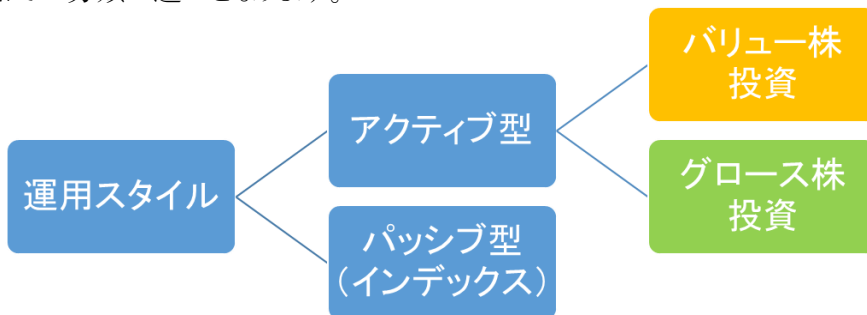 運用スタイル
アクティブ型
パッシブ型
（インデックス）
バリュー株
投資
グロース株
投資